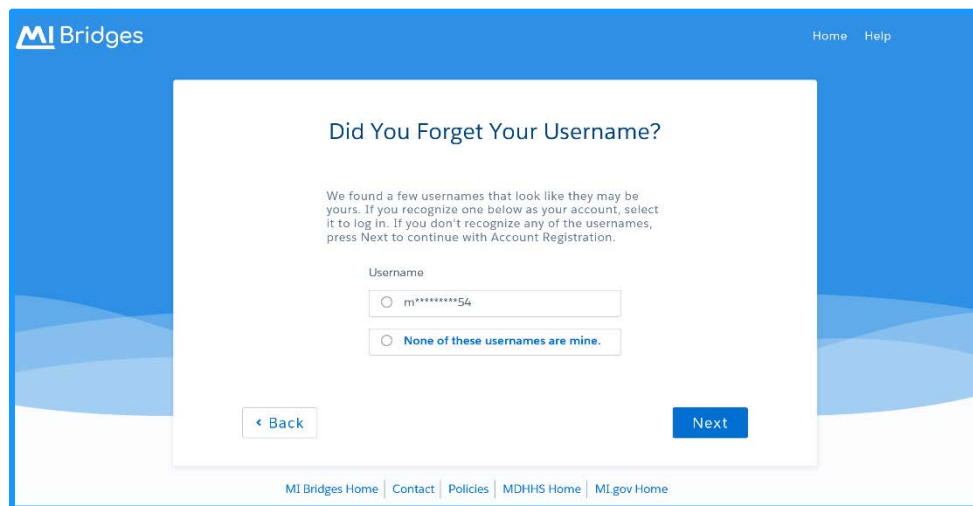 MI Bridges
Home Help
Did You Forget Your Username?
We found a few usernames that look like they may be
yours. If you recognize one below as your account, select
it to log in. If you don't recognize any of the usernames,
press Next to continue with Account Registration.
Username
m*********54
None of these usernames are mine.
Back Next
MI Bridges Home | Contact | Policies | MDHHS Home | MI.gov Home